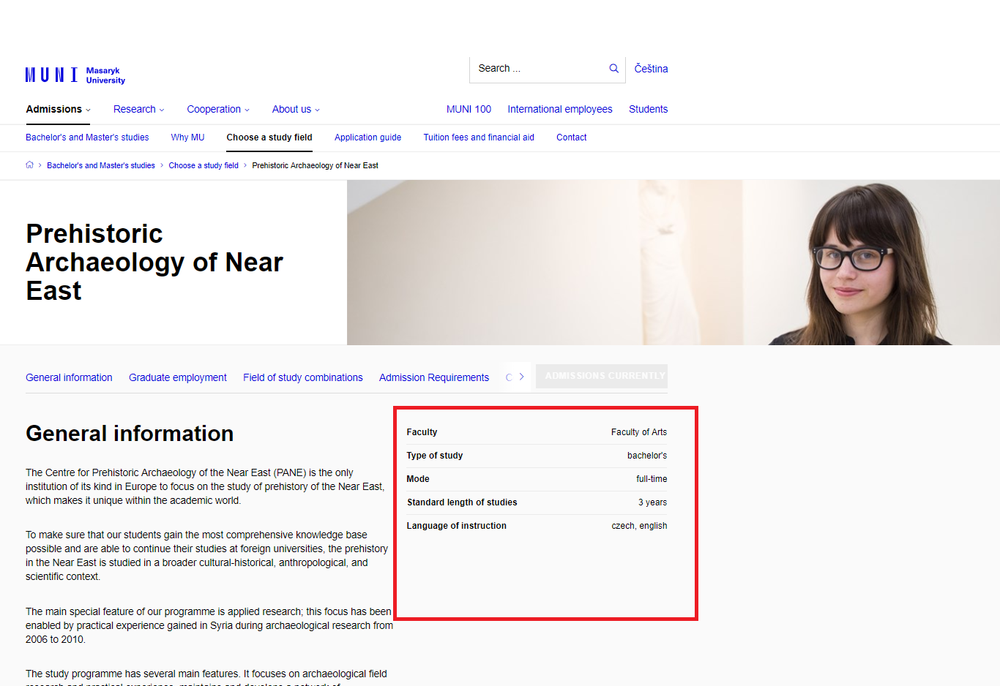 MUNI Masaryk University
Search ...
Čeština
Admissions Research Cooperation About us MUNI 100 International employees Students
Bachelor's and Master's studies Why MU Choose a study field Application guide Tuition fees and financial aid Contact
Bachelor's and Master's studies Choose a study field Prehistoric Archaeology of Near East
Prehistoric
Archaeology of Near
East
General information Graduate employment Field of study combinations Admission Requirements ADMISSIONS CURRENTLY
General information
The Centre for Prehistoric Archaeology of the Near East (PANE) is the only
institution of its kind in Europe to focus on the study of prehistory of the Near East,
which makes it unique within the academic world.
To make sure that our students gain the most comprehensive knowledge base
possible and are able to continue their studies at foreign universities, the prehistory
in the Near East is studied in a broader cultural-historical, anthropological, and
scientific context.
The main special feature of our programme is applied research; this focus has been
enabled by practical experience gained in Syria during archaeological research from
2006 to 2010.
The study programme has several main features. It focuses on archaeological field
Faculty Faculty of Arts
Type of study bachelor's
Mode full-time
Standard length of studies 3 years
Language of instruction czech, english